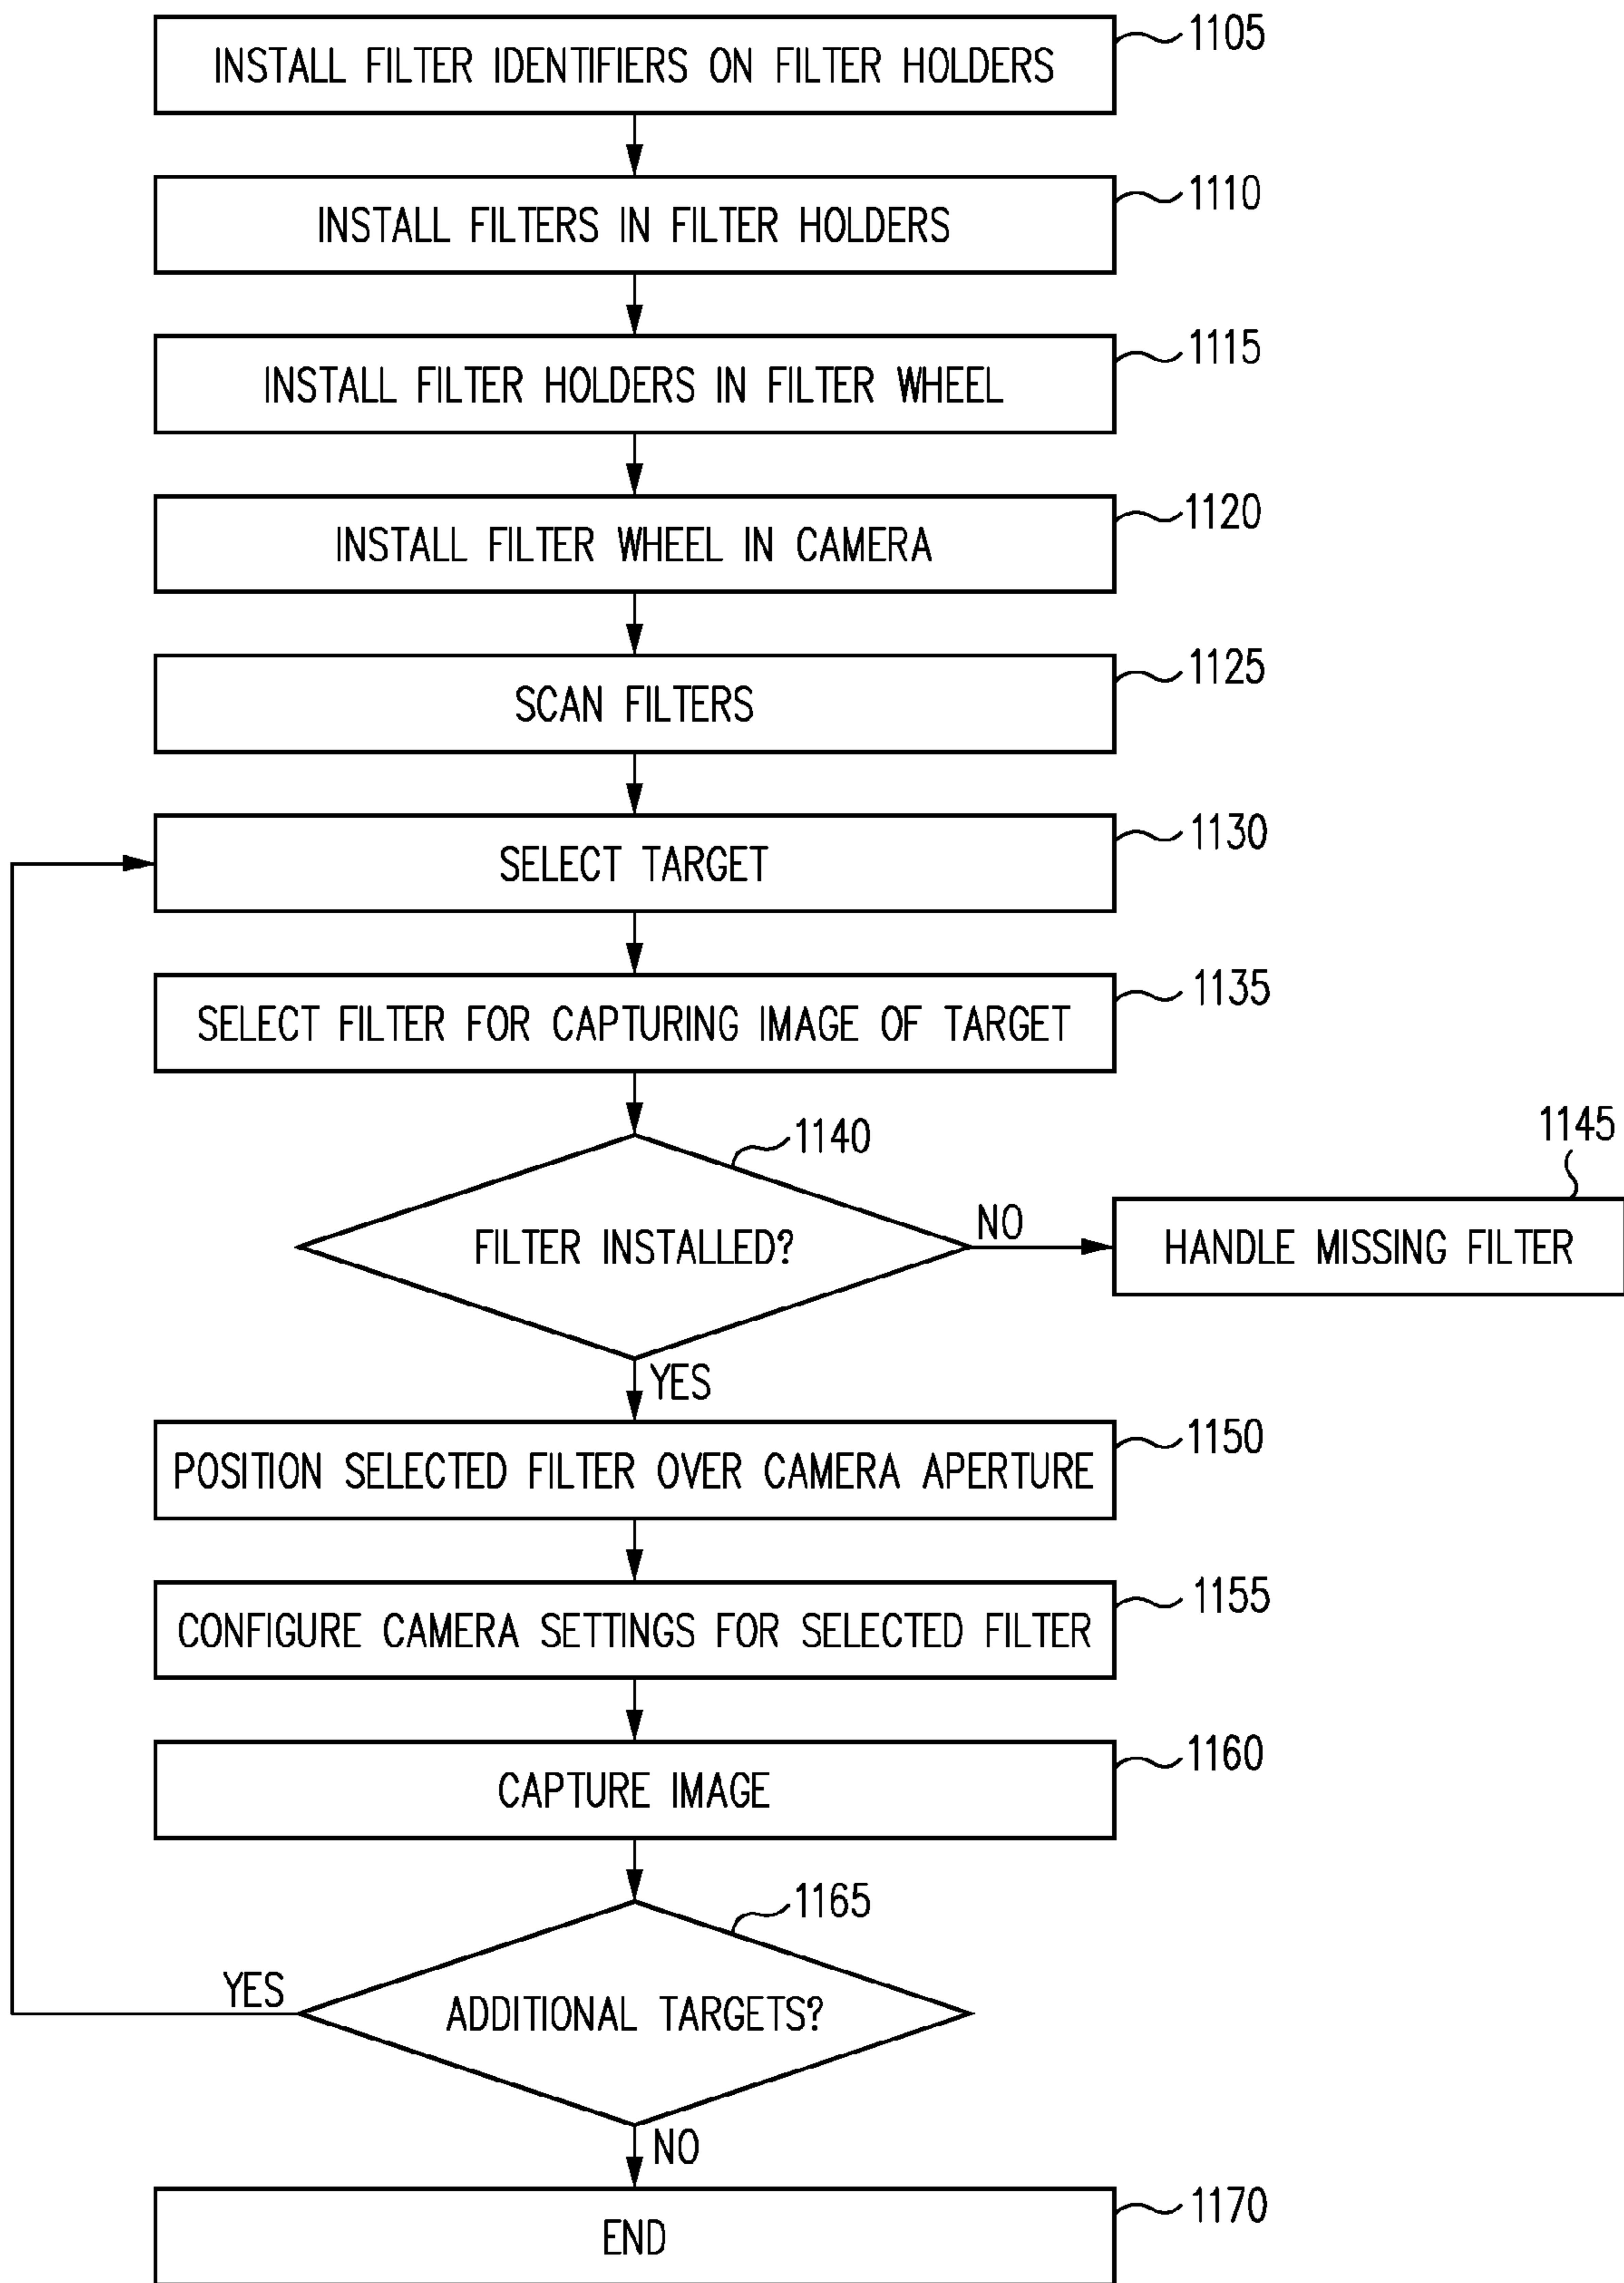 INSTALL FILTER IDENTIFIERS ON FILTER HOLDERS
1105
INSTALL FILTERS IN FILTER HOLDERS
1110
INSTALL FILTER HOLDERS IN FILTER WHEEL
1115
INSTALL FILTER WHEEL IN CAMERA
1120
SCAN FILTERS
1125
SELECT TARGET
1130
SELECT FILTER FOR CAPTURING IMAGE OF TARGET
1135
FILTER INSTALLED?
1140
NO
HANDLE MISSING FILTER
1145
YES
POSITION SELECTED FILTER OVER CAMERA APERTURE
1150
CONFIGURE CAMERA SETTINGS FOR SELECTED FILTER
1155
CAPTURE IMAGE
1160
ADDITIONAL TARGETS?
1165
YES
NO
END
1170